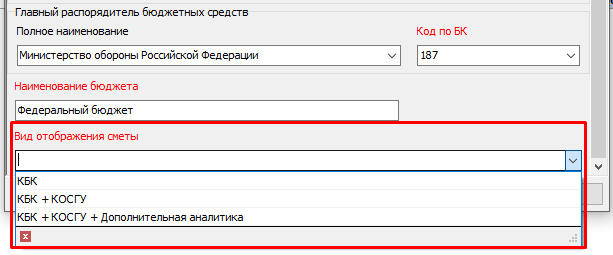 Главный распорядитель бюджетных средств
Полное наименование Код по БК
Министерство обороны Российской Федерации 187
Наименование бюджета
Федеральный бюджет
Вид отображения сметы
КБК
КБК + КОСГУ
КБК + КОСГУ + Дополнительная аналитика